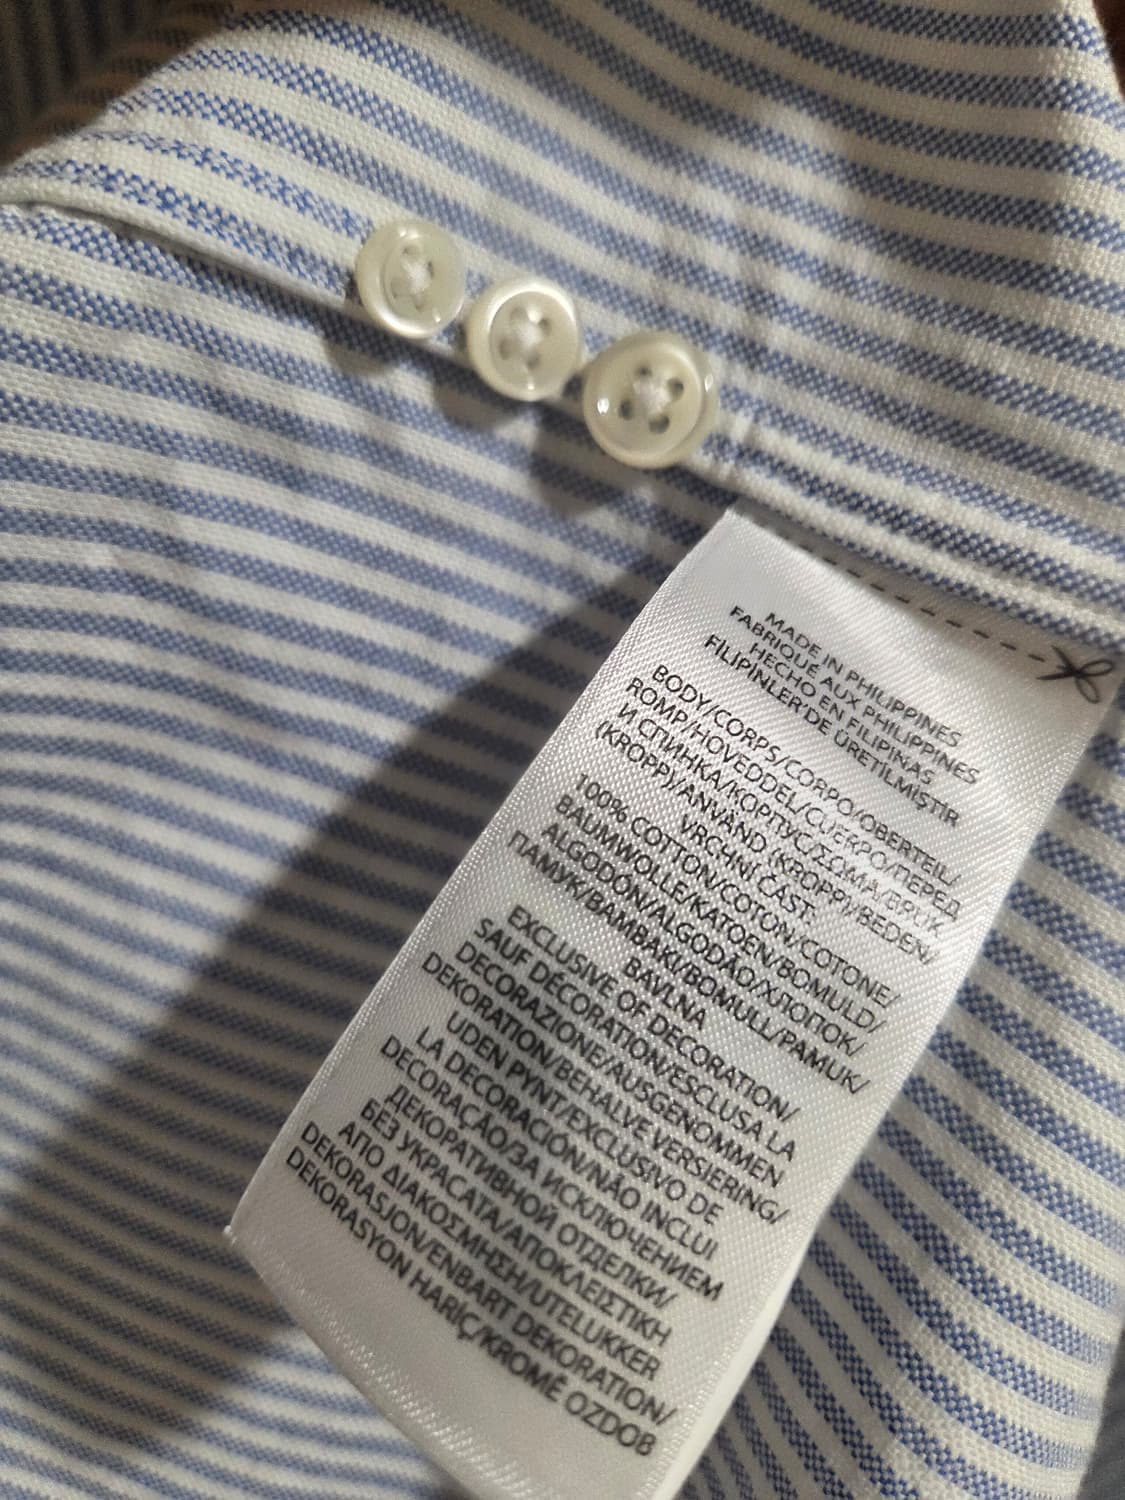 MADE IN PHILIPPINES
FABRIQUÉ AUX PHILIPPINES
HECHO EN FILIPINAS
FILIPINLER'DE ÜRETILMISTIR
BODY/CORPS/CORPO/OBERTEIL/
ROMP/HOVEDDEL/CUERPO/ПЕРЕД
И СПИНКА/КОРПУС/ΣΩΜΑ/BRUK
(KROPP)/ANVÄND (KROPP)/BEDEN/
VRCHNÍ ČÁST:
100% COTTON/COTON/COTONE/
BAUMWOLLE/KATOEN/BOMULD/
ALGODÓN/ALGODÃO/ХЛОПОК/
ПАМУК/ΒΑΜΒΑΚΙ/BOMULL/PAMUK/
BAVLNA
EXCLUSIVE OF DECORATION/
SAUF DÉCORATION/ESCLUSA LA
DECORAZIONE/AUSGENOMMEN
DEKORATION/BEHALVE VERSIERING/
UDEN PYNT/EXCLUSIVO DE
LA DECORACIÓN/NÃO INCLUI
DECORAÇÃO/ЗА ИСКЛЮЧЕНИЕМ
ДЕКОРАТИВНОЙ ОТДЕЛКИ/
БЕЗ УКРАСАТА/ΑΠΟΚΛΕΙΣΤΙΚΗ
ΑΠΟ ΔΙΑΚΟΣΜΗΣΗ/UTELUKKER
DEKORASJON/ENBART DEKORATION/
DEKORASYON HARİÇ/KROMĚ OZDOB